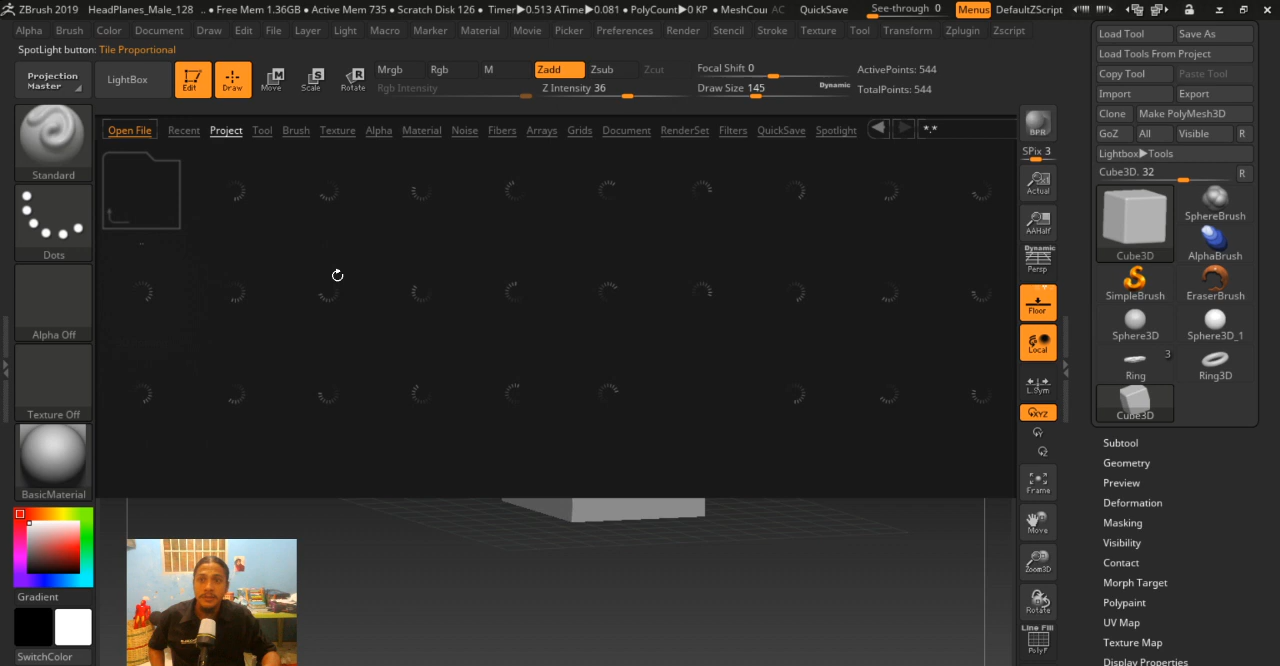 ZBrush 2019 HeadPlanes_Male_128 .. • Free Mem 1.36GB • Active Mem 735 • Scratch Disk 126 • Timer▶0.513 ATime▶0.081 • PolyCount▶0 KP • MeshCou AC QuickSave See-through 0 Menus DefaultZScript
Alpha Brush Color Document Draw Edit File Layer Light Macro Marker Material Movie Picker Preferences Render Stencil Stroke Texture Tool Transform Zplugin Zscript
SpotLight button: Tile Proportional
Projection Master LightBox Edit Draw Move Scale Rotate
Mrgb Rgb M Zadd Zsub Zcut Focal Shift 0 ActivePoints: 544
Rgb Intensity Z Intensity 36 Draw Size 145 Dynamic TotalPoints: 544
Open File Recent Project Tool Brush Texture Alpha Material Noise Fibers Arrays Grids Document RenderSet Filters QuickSave Spotlight *.*
..
Standard
Dots
Alpha Off
Texture Off
BasicMaterial
Gradient
SwitchColor
BPR
SPix 3
Actual
AAHalf
Dynamic
Persp
Floor
Local
L.Sym
XYZ
Y
Z
Frame
Move
Zoom3D
Rotate
Line Fill
PolyF
Load Tool Save As
Load Tools From Project
Copy Tool Paste Tool
Import Export
Clone Make PolyMesh3D
GoZ All Visible R
Lightbox▶Tools
Cube3D. 32 R
Cube3D SphereBrush
AlphaBrush
SimpleBrush EraserBrush
Sphere3D Sphere3D_1
3
Ring Ring3D
Cube3D
Subtool
Geometry
Preview
Deformation
Masking
Visibility
Contact
Morph Target
Polypaint
UV Map
Texture Map
Display Properties